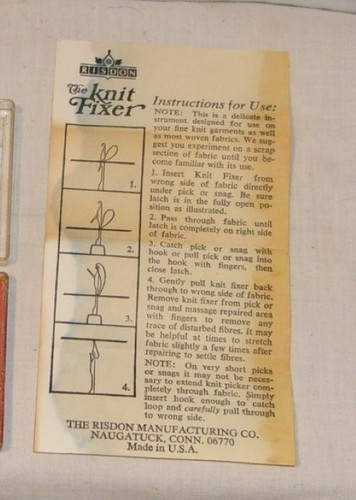 RISDON
The knit Fixer
Instructions for Use:
NOTE: This is a delicate in-
strument designed for use on
your fine knit garments as well
as most woven fabrics. We sug-
gest you experiment on a scrap
section of fabric until you be-
come familiar with its use.
1. Insert Knit Fixer from
wrong side of fabric directly
under pick or snag. Be sure
latch is in the fully open po-
sition as illustrated.
2. Pass through fabric until
latch is completely on right side
of fabric.
3. Catch pick or snag with
hook or pull pick or snag into
the hook with fingers, then
close latch.
4. Gently pull knit fixer back
through to wrong side of fabric.
Remove knit fixer from pick or
snag and massage repaired area
with fingers to remove any
trace of disturbed fibres, it may
be helpful at times to stretch
fabric slightly a few times after
repairing to settle fibres.
NOTE: On very short picks
or snags it may not be neces-
sary to extend knit picker com-
pletely through fabric. Simply
insert hook enough to catch
loop and carefully pull through
to wrong side.
1.
2.
3.
4.
THE RISDON MANUFACTURING CO.
NAUGATUCK, CONN. 06770
Made in U.S.A.